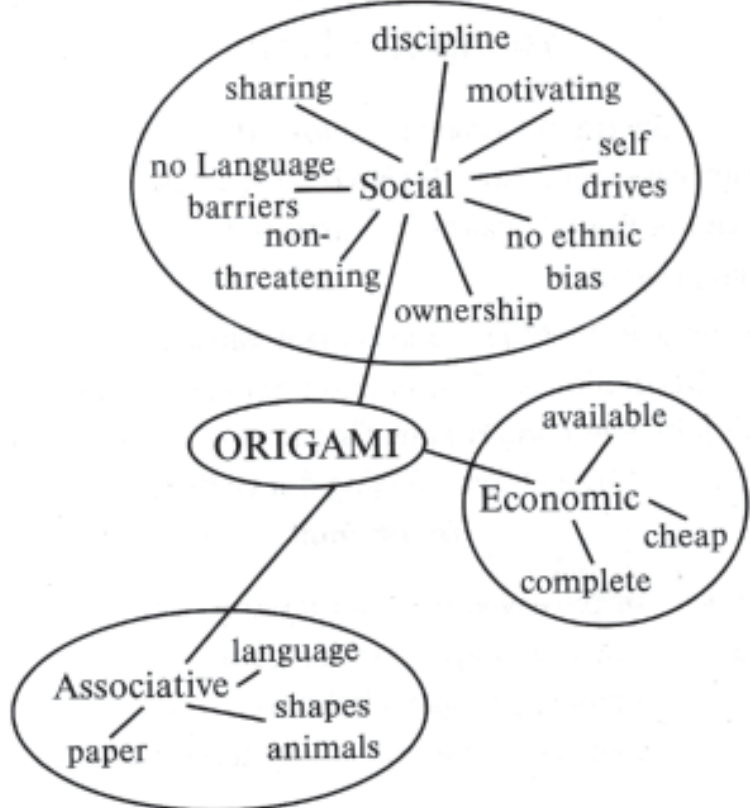 discipline
sharing
motivating
self
drives
no Language
barriers
Social
non-
threatening
no ethnic
bias
ownership
ORIGAMI
available
Economic
cheap
complete
language
Associative
shapes
animals
paper